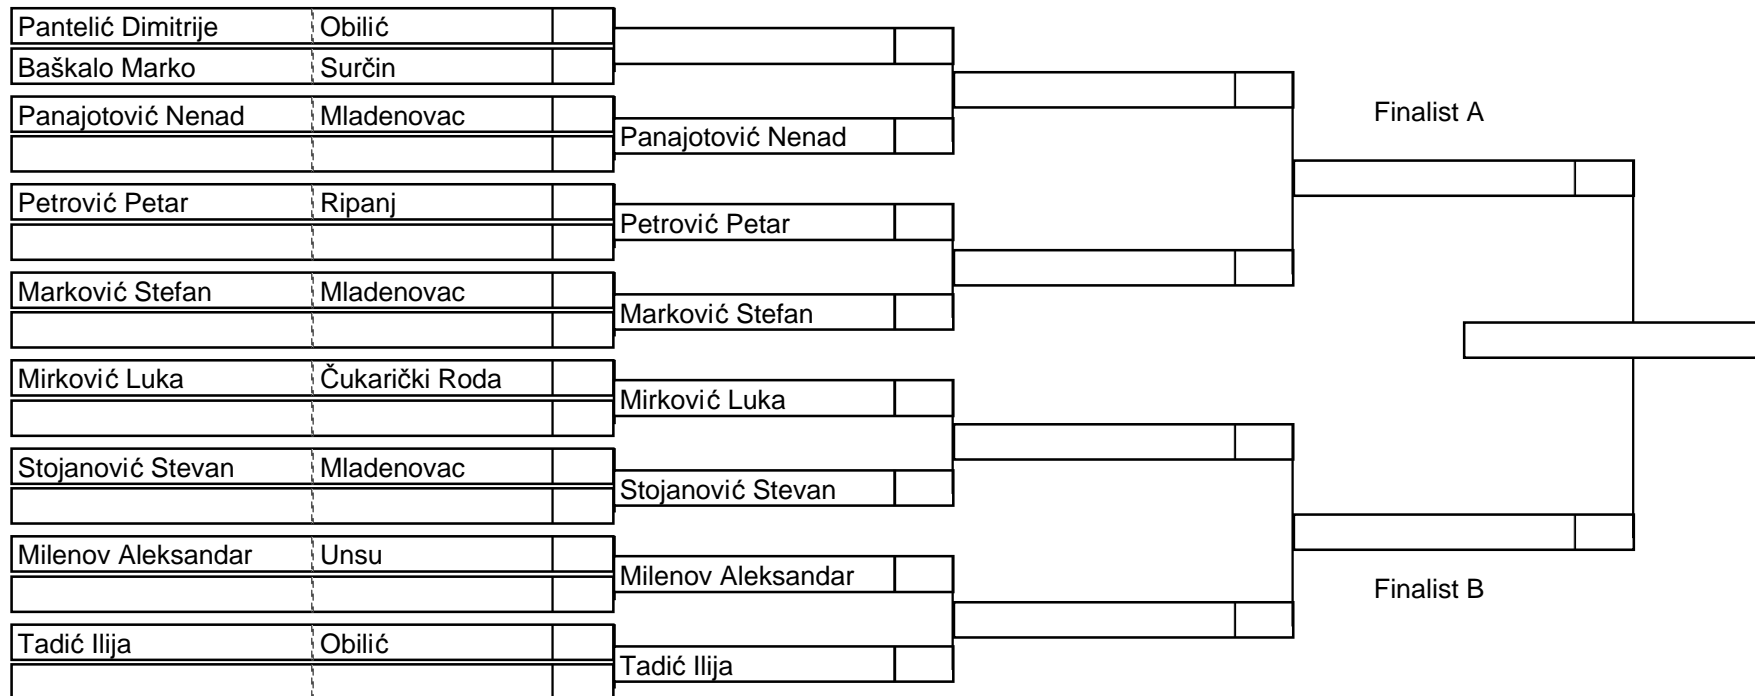 Pantelić Dimitrije Obilić
Baškalo Marko Surčin
Panajotović Nenad Mladenovac
Finalist A
Panajotović Nenad
Petrović Petar Ripanj
Petrović Petar
Marković Stefan Mladenovac
Marković Stefan
Mirković Luka Čukarički Roda
Mirković Luka
Stojanović Stevan Mladenovac
Stojanović Stevan
Milenov Aleksandar Unsu
Milenov Aleksandar
Finalist B
Tadić Ilija Obilić
Tadić Ilija